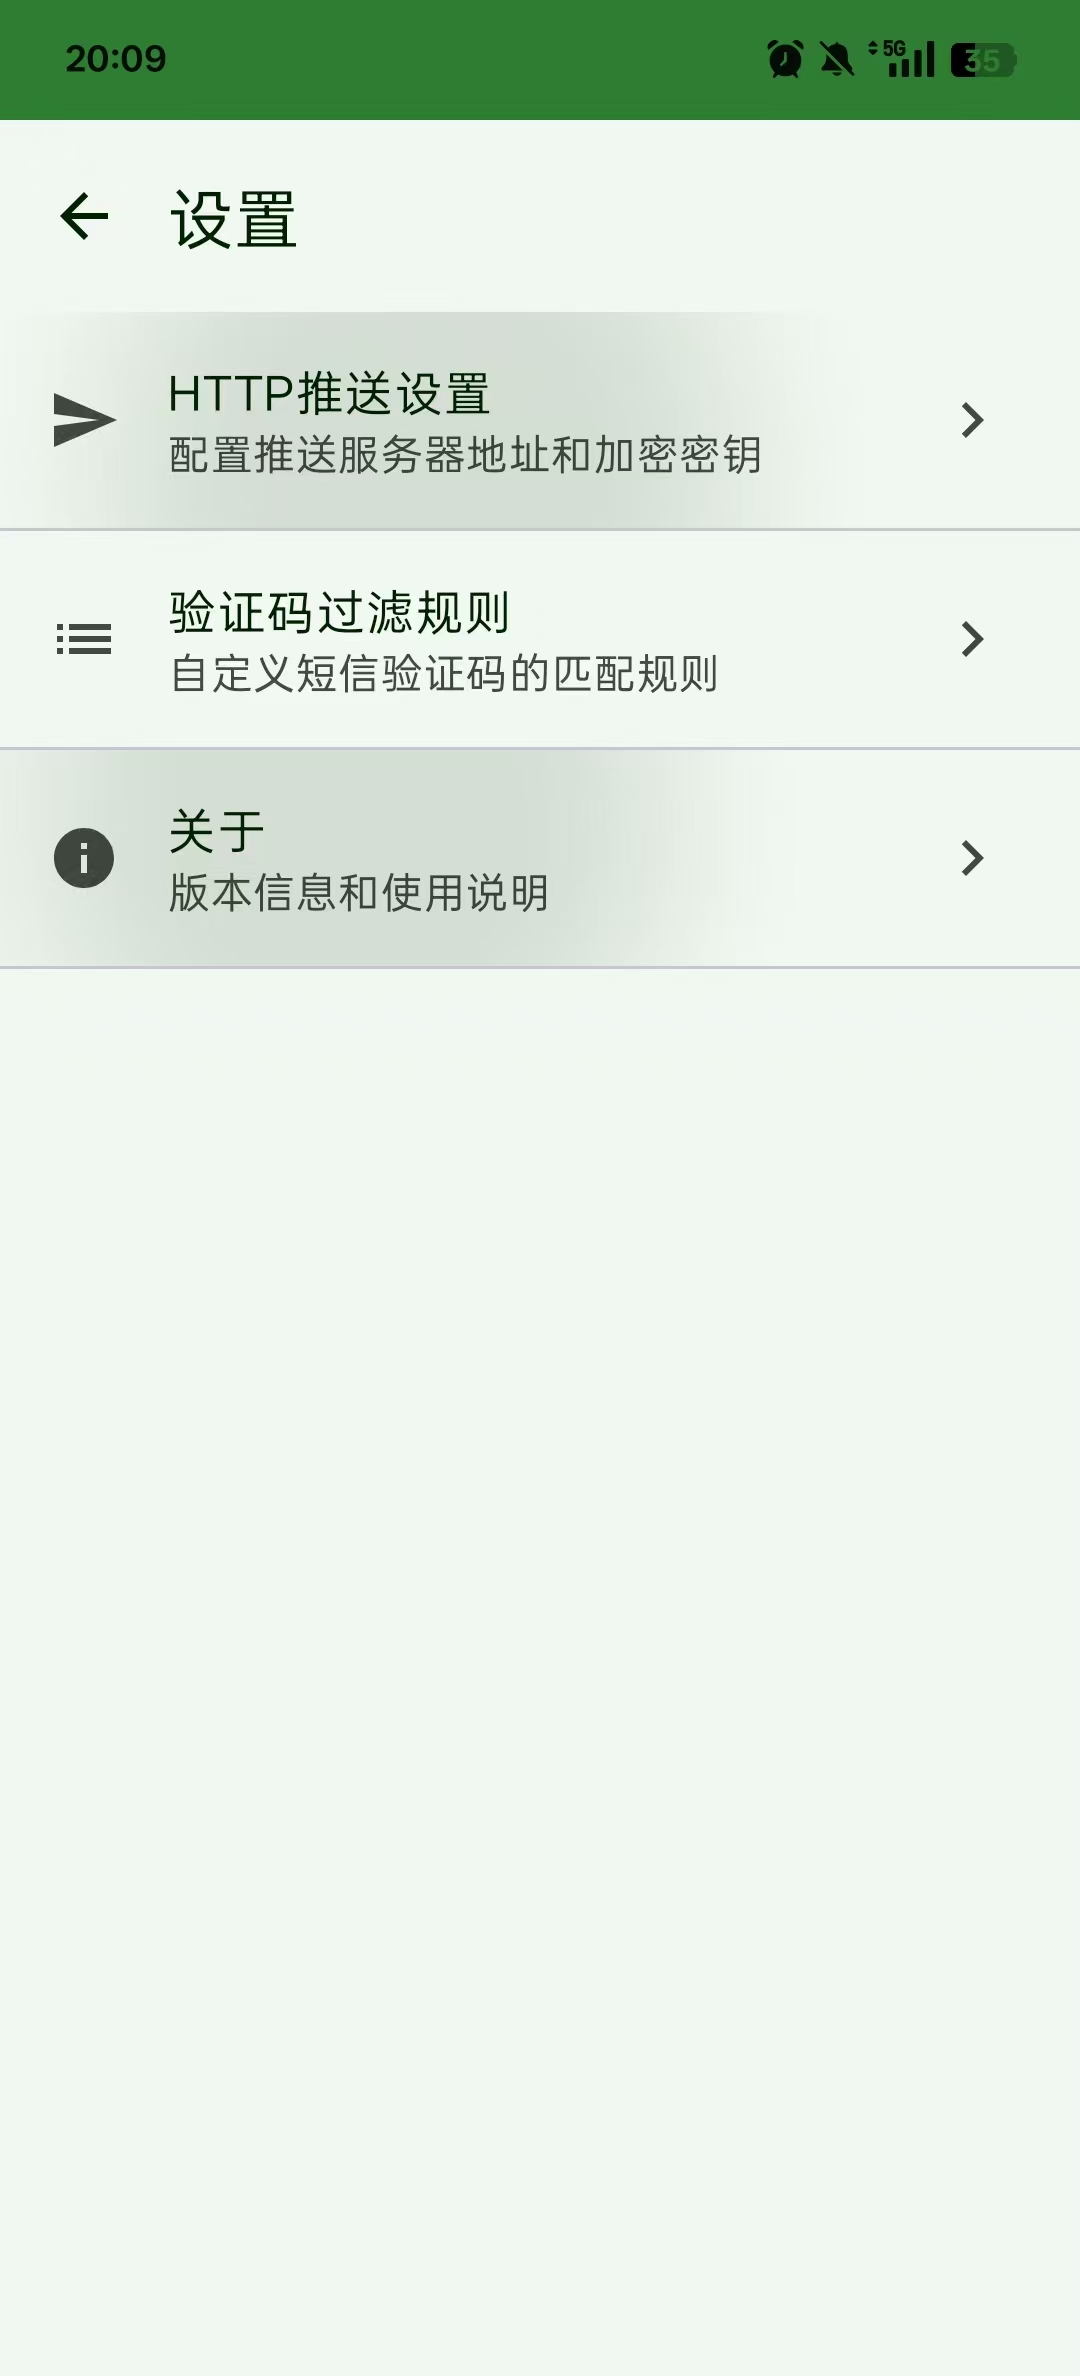 20:09 5G 35
设置
HTTP推送设置
配置推送服务器地址和加密密钥
验证码过滤规则
自定义短信验证码的匹配规则
关于
版本信息和使用说明